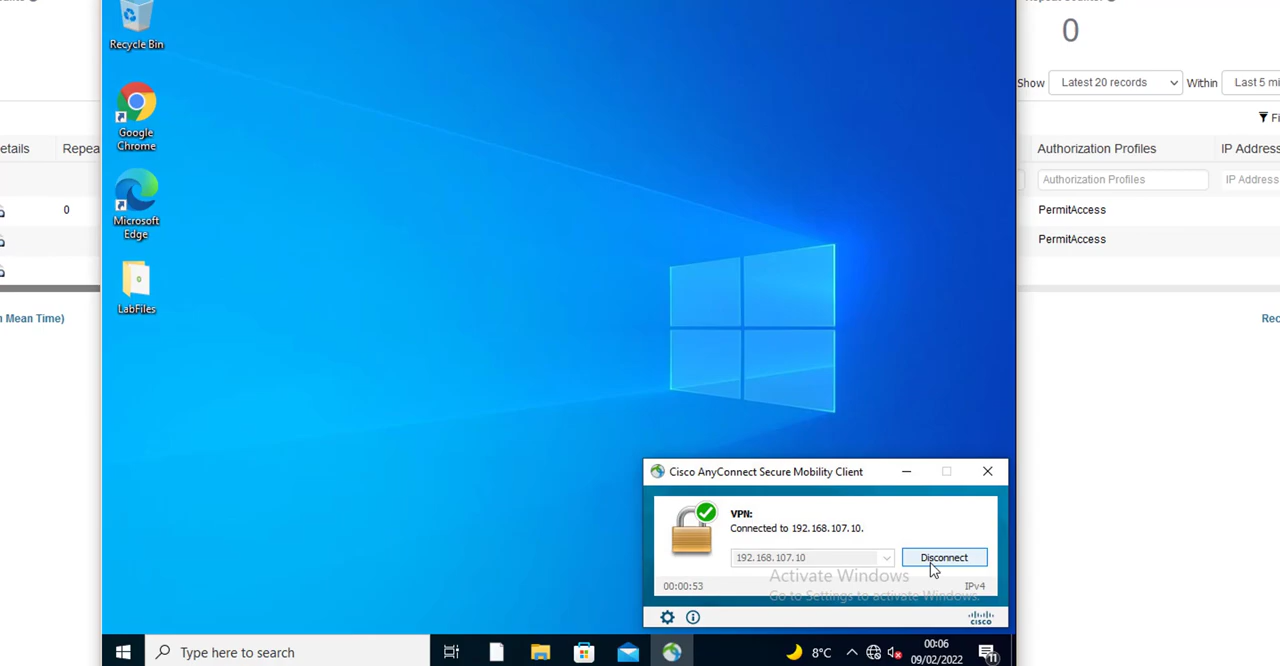 Recycle Bin
Google
Chrome
Microsoft
Edge
LabFiles
etails
Repea
0
n Mean Time)
0
Show
Latest 20 records
Within
Last 5 mi
Fi
Authorization Profiles
IP Address
Authorization Profiles
IP Address
PermitAccess
PermitAccess
Rec
Cisco AnyConnect Secure Mobility Client
VPN:
Connected to 192.168.107.10.
192.168.107.10
Disconnect
Activate Windows
00:00:53
IPv4
Go to Settings to activate Windows.
CISCO
Type here to search
8°C
00:06
09/02/2022
11